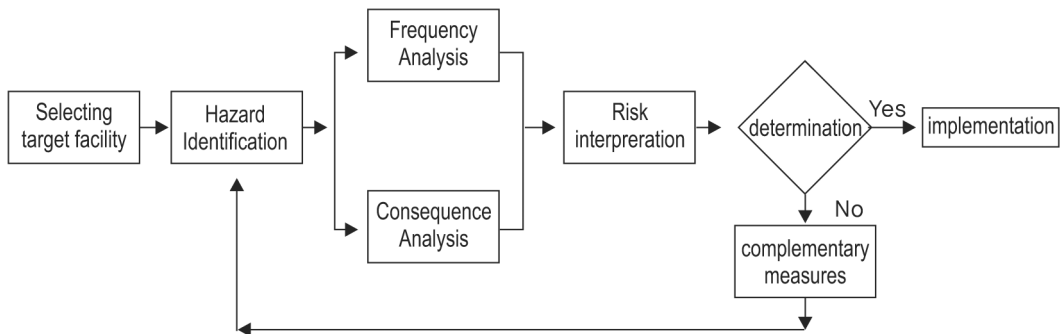 Selecting
target facility
Hazard
Identification
Frequency
Analysis
Consequence
Analysis
Risk
interpreration
determination
Yes
implementation
No
complementary
measures